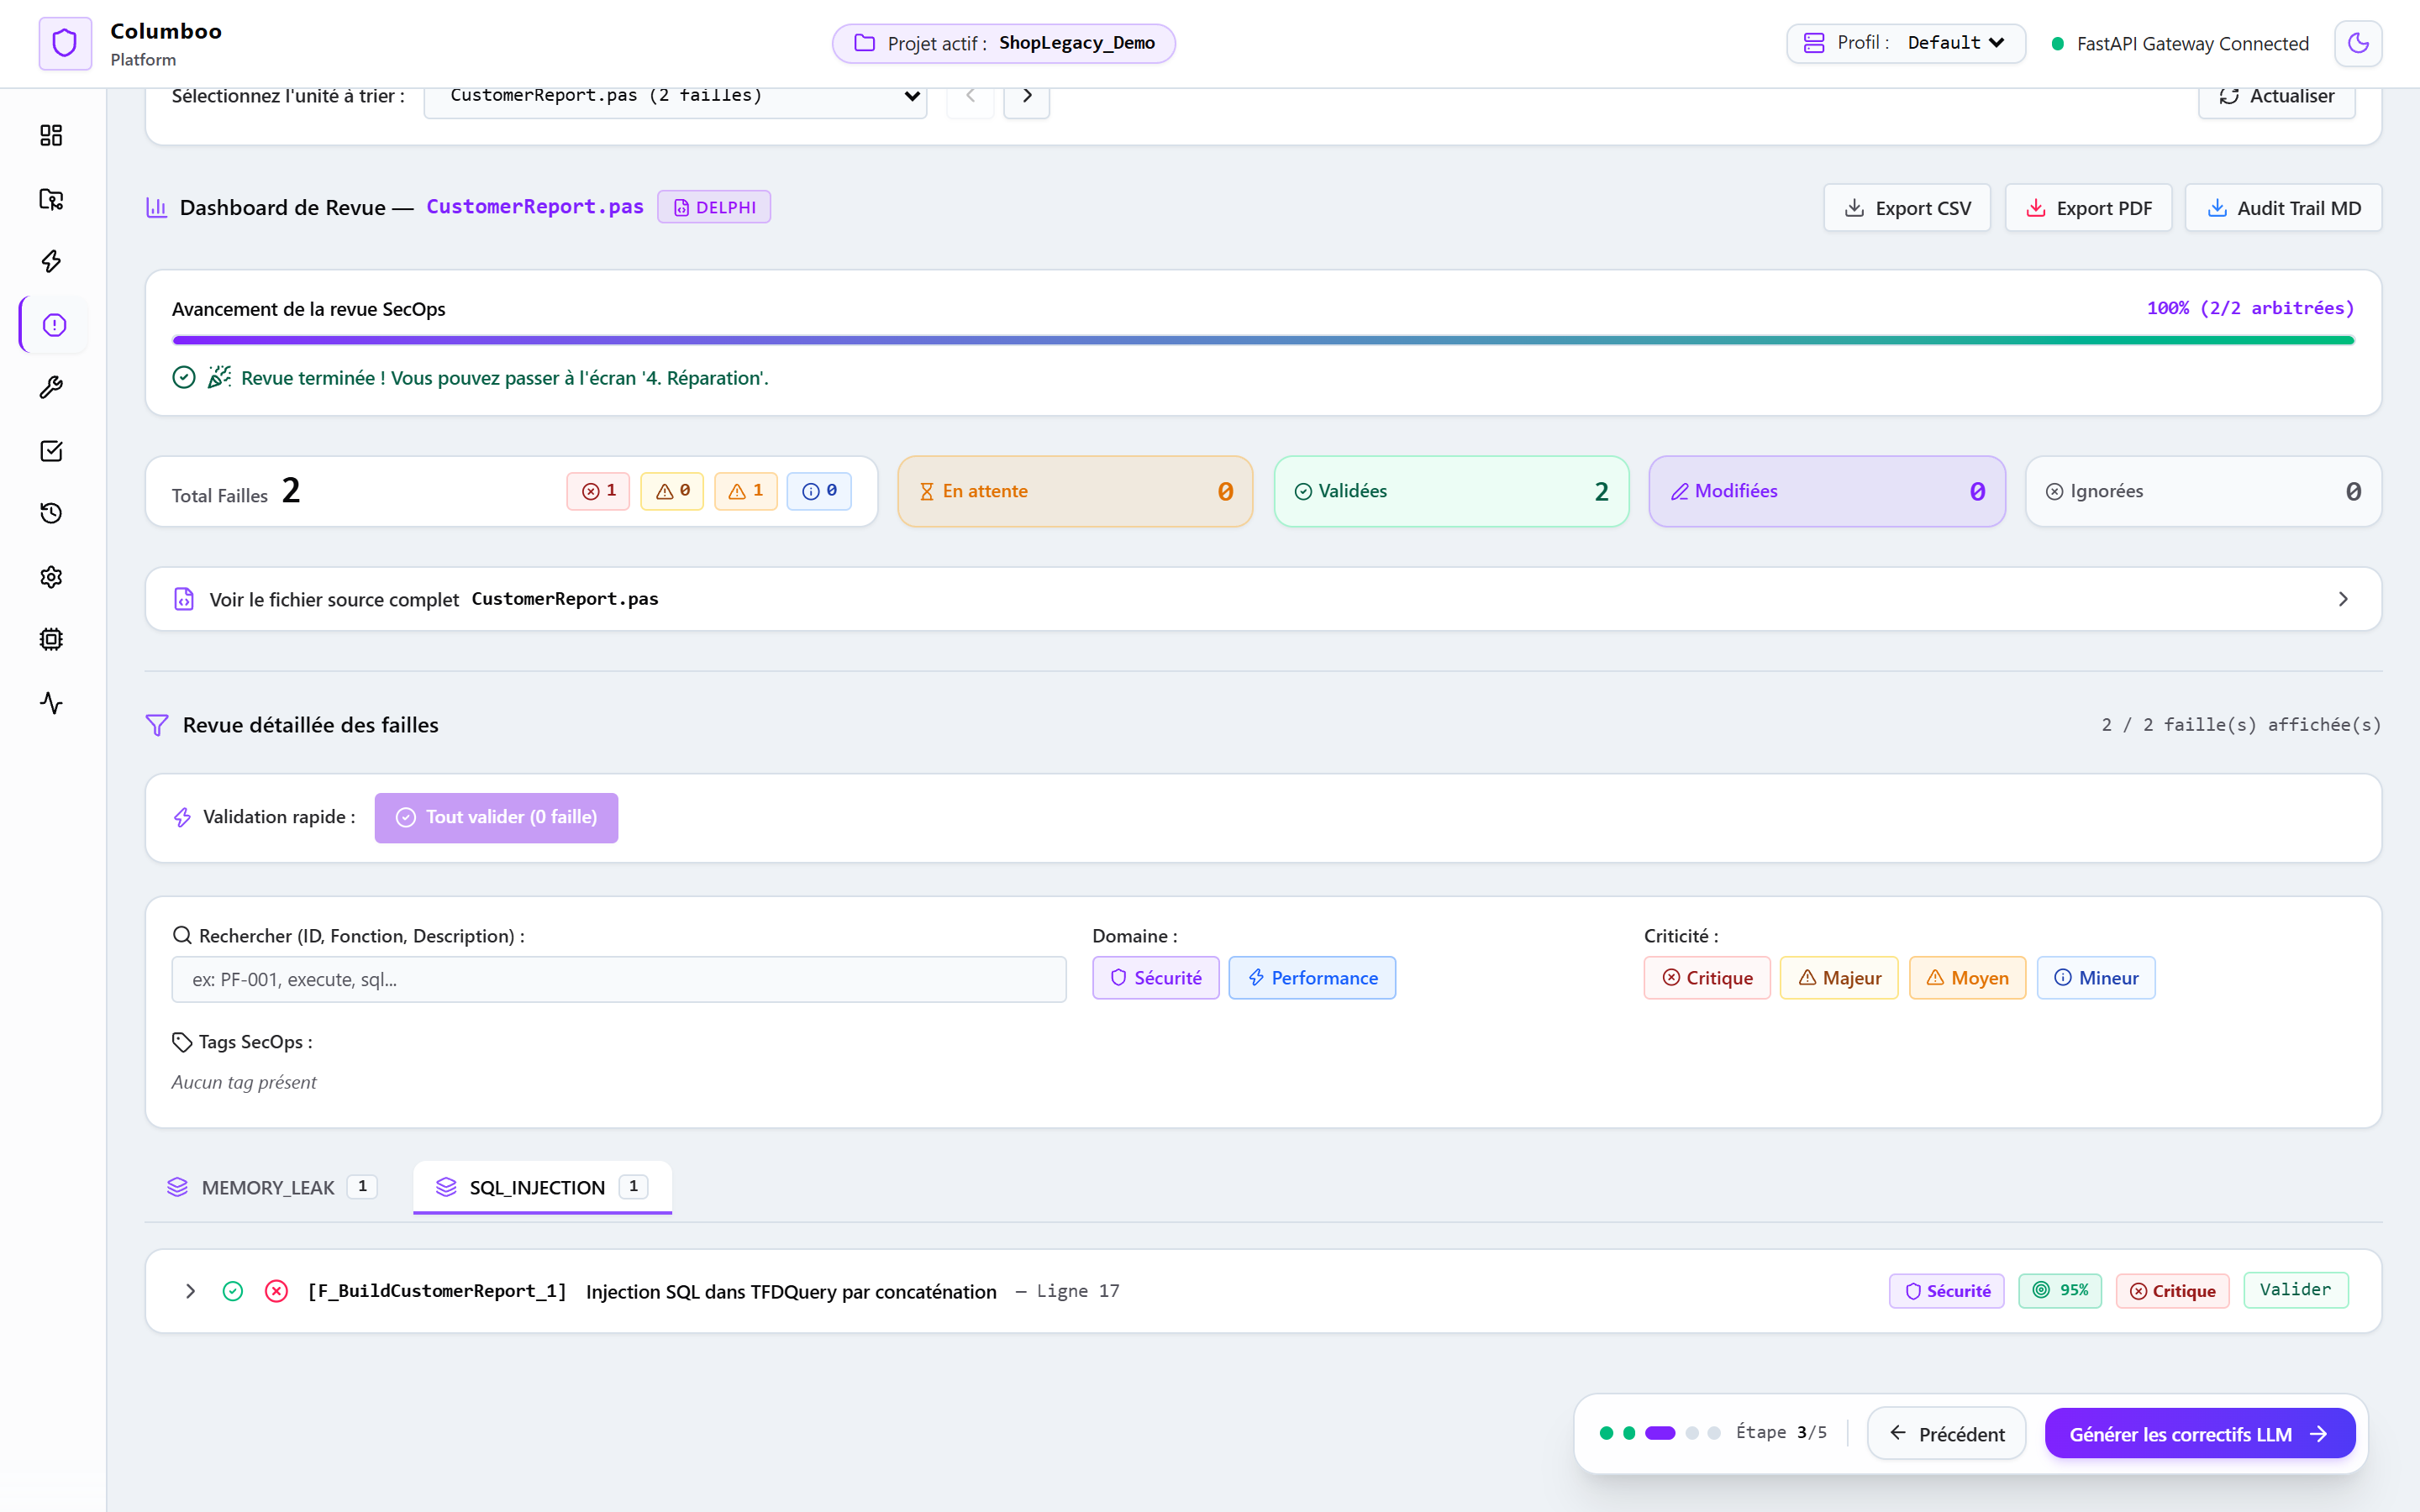 Columboo
Platform
Projet actif : ShopLegacy_Demo
Profil : Default
FastAPI Gateway Connected
Sélectionnez l'unité à trier : CustomerReport.pas (2 failles)
Actualiser
Dashboard de Revue — CustomerReport.pas DELPHI
Export CSV
Export PDF
Audit Trail MD
Avancement de la revue SecOps
100% (2/2 arbitrées)
Revue terminée ! Vous pouvez passer à l'écran '4. Réparation'.
Total Failles 2
1 0 1 0
En attente 0
Validées 2
Modifiées 0
Ignorées 0
Voir le fichier source complet CustomerReport.pas
Revue détaillée des failles
2 / 2 faille(s) affichée(s)
Validation rapide : Tout valider (0 faille)
Rechercher (ID, Fonction, Description) :
ex: PF-001, execute, sql...
Domaine :
Sécurité Performance
Criticité :
Critique Majeur Moyen Mineur
Tags SecOps :
Aucun tag présent
MEMORY_LEAK 1
SQL_INJECTION 1
[F_BuildCustomerReport_1] Injection SQL dans TFDQuery par concaténation — Ligne 17
Sécurité 95% Critique Valider
Étape 3/5
Précédent
Générer les correctifs LLM